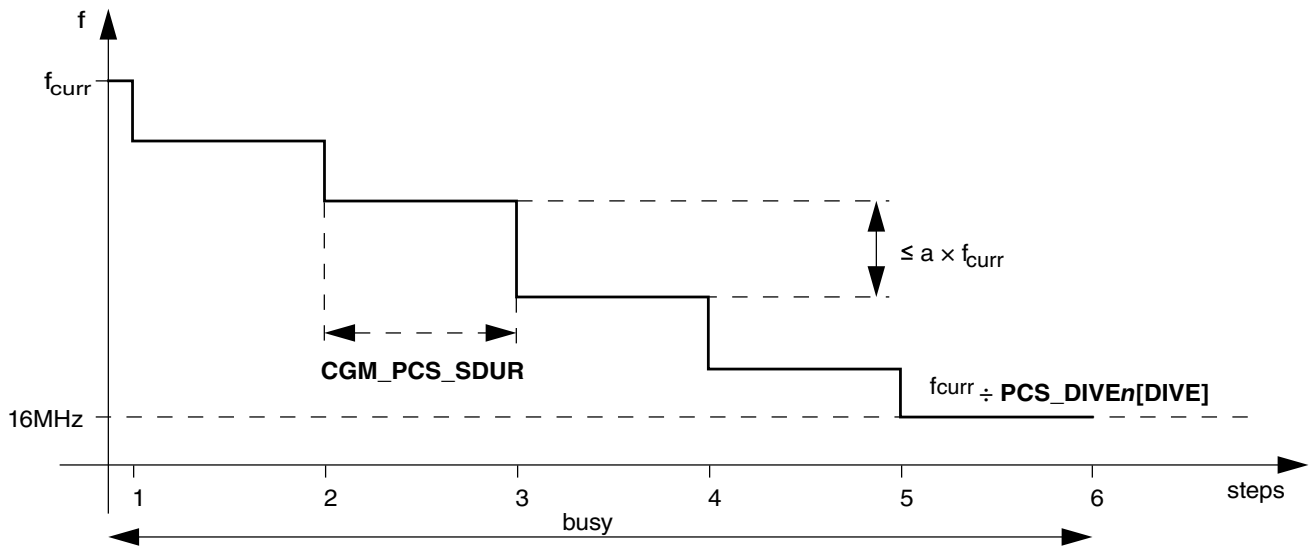 f
fcurr
≤ a × fcurr
CGM_PCS_SDUR
fcurr ÷ PCS_DIVEn[DIVE]
16MHz
1 2 3 4 5 6
steps
busy